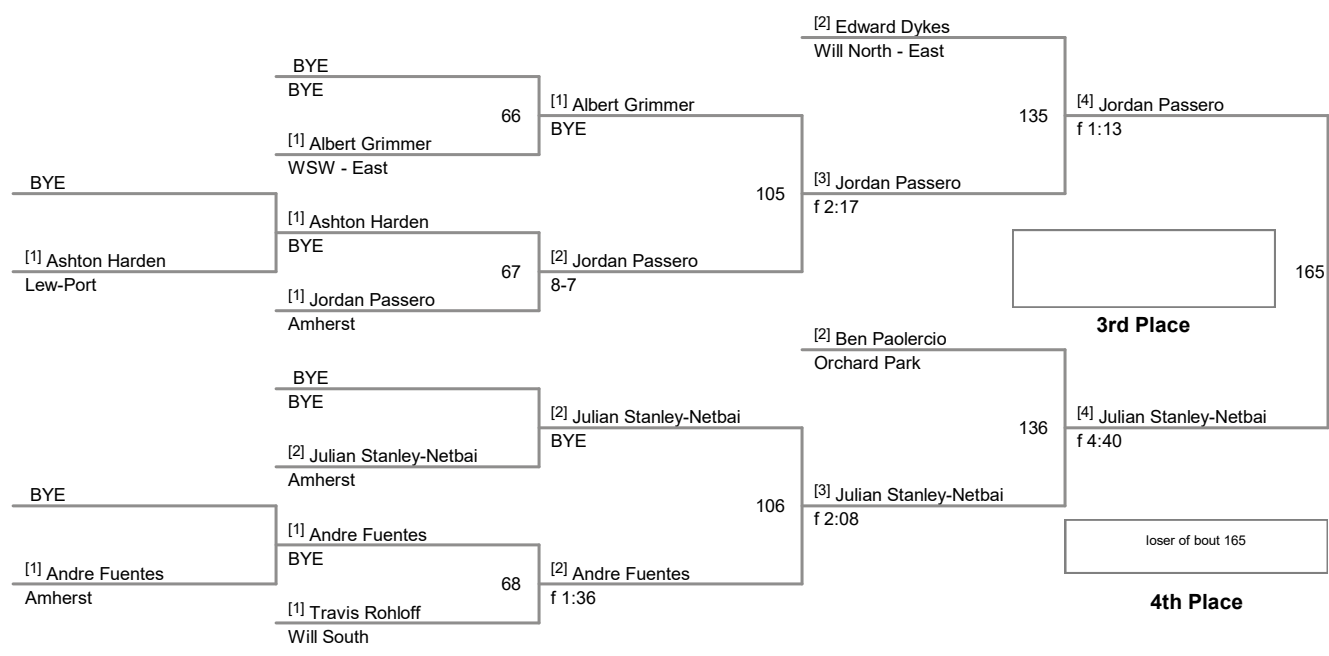 [2] Edward Dykes
Will North - East
BYE
BYE
66
[1] Albert Grimmer
WSW - East
[1] Albert Grimmer
BYE
135
[4] Jordan Passero
f 1:13
BYE
105
[3] Jordan Passero
f 2:17
[1] Ashton Harden
BYE
[1] Ashton Harden
Lew-Port
67
[2] Jordan Passero
8-7
[1] Jordan Passero
Amherst
165
3rd Place
[2] Ben Paolercio
Orchard Park
BYE
BYE
[2] Julian Stanley-Netbai
BYE
136
[4] Julian Stanley-Netbai
f 4:40
[2] Julian Stanley-Netbai
Amherst
BYE
106
[3] Julian Stanley-Netbai
f 2:08
[1] Andre Fuentes
BYE
loser of bout 165
[1] Andre Fuentes
Amherst
68
[2] Andre Fuentes
f 1:36
4th Place
[1] Travis Rohloff
Will South